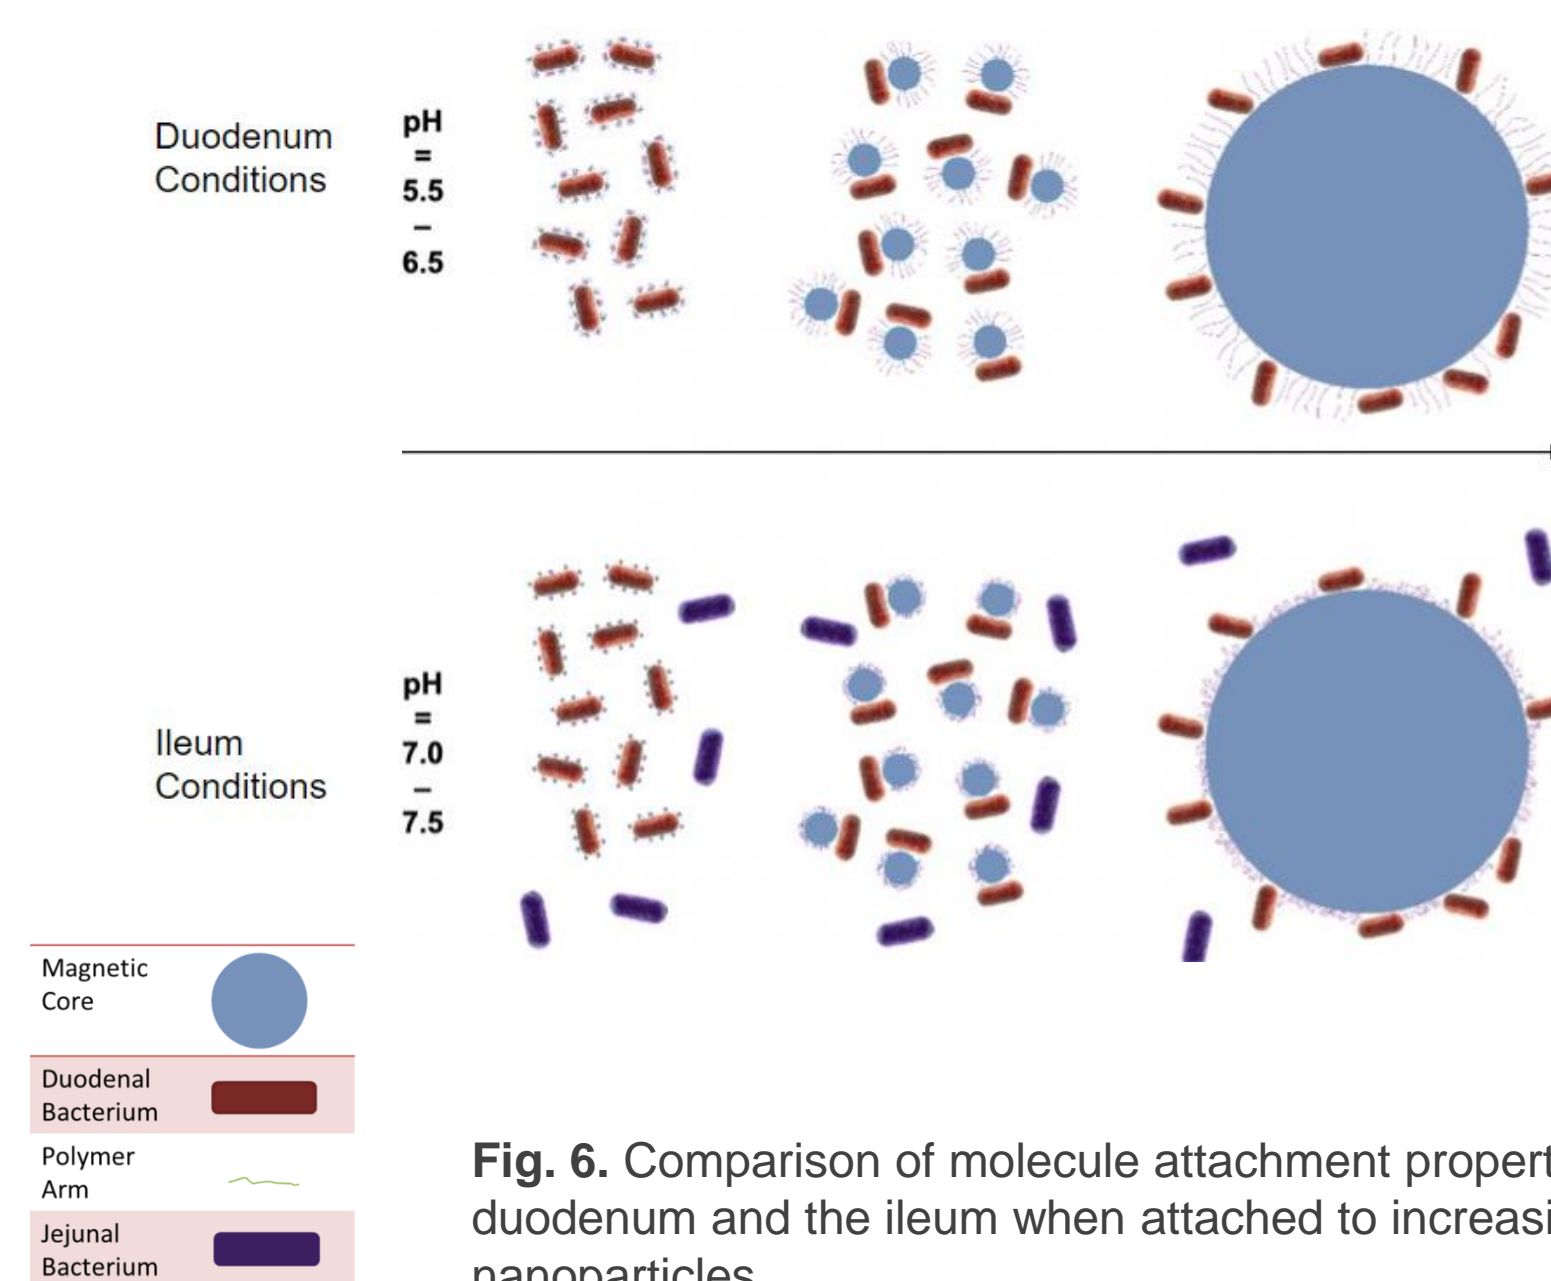 Duodenum
Conditions
pH
=
5.5
–
6.5
Ileum
Conditions
pH
=
7.0
–
7.5
Magnetic
Core
Duodenal
Bacterium
Polymer
Arm
Jejunal
Bacterium
Fig. 6. Comparison of molecule attachment propert
duodenum and the ileum when attached to increasi
nanoparticles